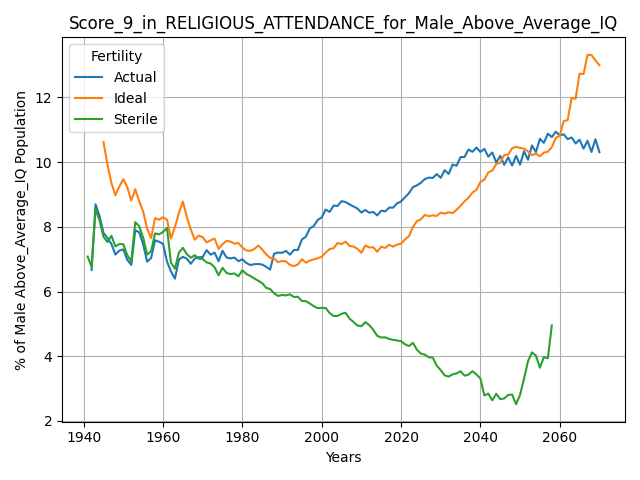 Score_9_in_RELIGIOUS_ATTENDANCE_for_Male_Above_Average_IQ
Fertility
Actual
Ideal
Sterile
% of Male Above_Average_IQ Population
12
10
8
6
4
2
1940 1960 1980 2000 2020 2040 2060
Years